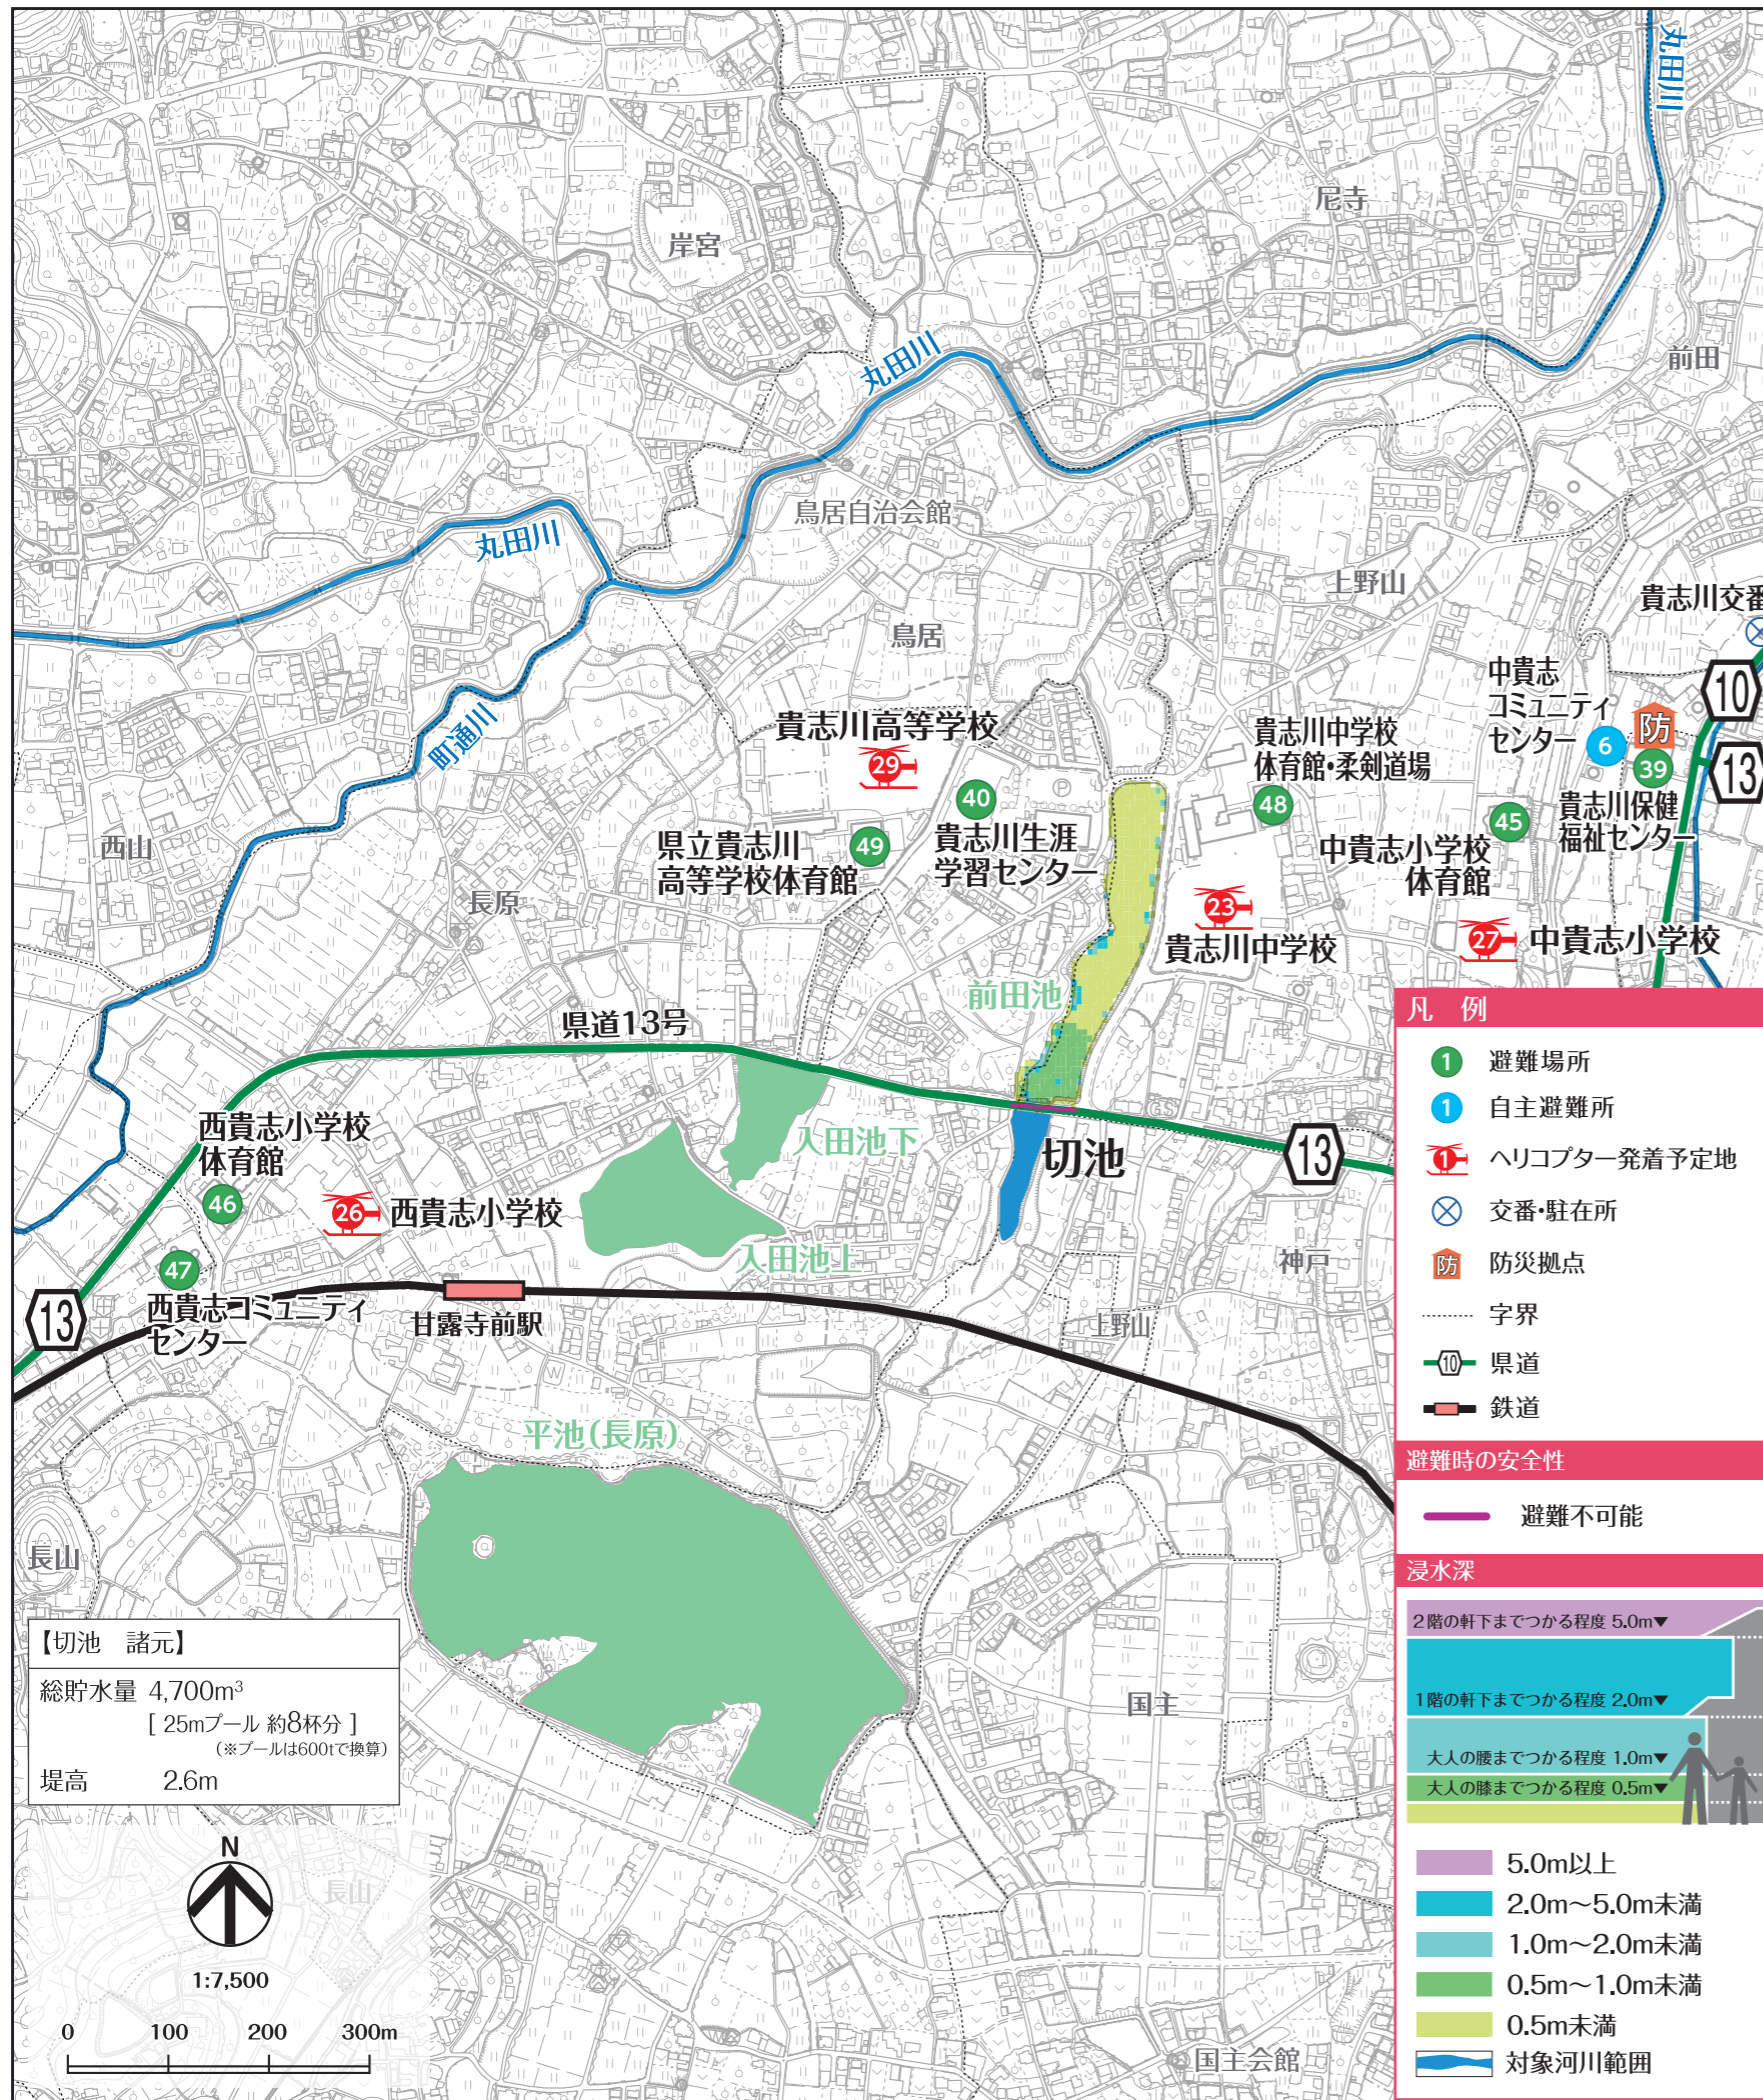 丸田川
尼寺
岸宮
前田
丸田川
鳥居自治会館
丸田川
上野山
貴志川交番
鳥居
10
中貴志
コミュニティ
センター
6
防
39
貴志川保健
福祉センター
13
町通川
貴志川高等学校
29
40
貴志川生涯
学習センター
P
貴志川中学校
体育館・柔剣道場
48
45
中貴志小学校
体育館
西山
県立貴志川
高等学校体育館
49
長原
23
貴志川中学校
27
中貴志小学校
前田池
県道13号
GS
西貴志小学校
体育館
46
入田池下
切池
13
26
西貴志小学校
入田池上
神戸
47
西貴志コミュニティ
センター
13
甘露寺前駅
上野山
平池(長原)
長山
国主
長山
国主会館
【切池 諸元】
総貯水量 4,700m³
[ 25mプール 約8杯分 ]
(※プールは600tで換算)
堤高 2.6m
N
1:7,500
0 100 200 300m
凡 例
1 避難場所
1 自主避難所
1 ヘリコプター発着予定地
交番・駐在所
防 防災拠点
字界
10 県道
鉄道
避難時の安全性
避難不可能
浸水深
2階の軒下までつかる程度 5.0m▼
1階の軒下までつかる程度 2.0m▼
大人の腰までつかる程度 1.0m▼
大人の膝までつかる程度 0.5m▼
5.0m以上
2.0m〜5.0m未満
1.0m〜2.0m未満
0.5m〜1.0m未満
0.5m未満
対象河川範囲